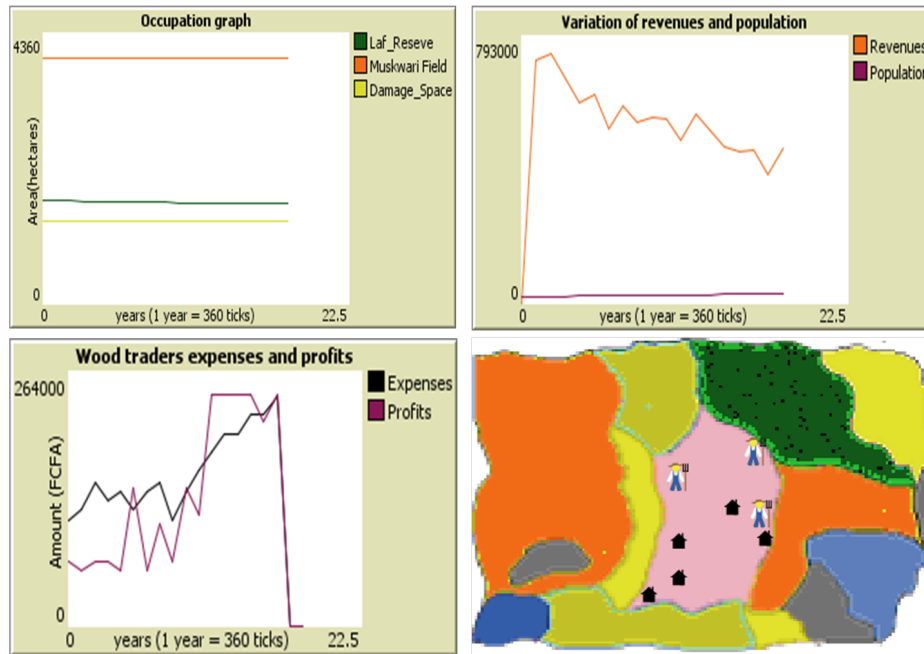 Occupation graph
4360
Area(hectares)
0
0
years (1 year = 360 ticks)
22.5
Laf_Reseve
Muskwari Field
Damage_Space
Variation of revenues and population
793000
0
0
years (1 year = 360 ticks)
22.5
Revenues
Population
Wood traders expenses and profits
264000
Amount (FCFA)
0
0
years (1 year = 360 ticks)
22.5
Expenses
Profits